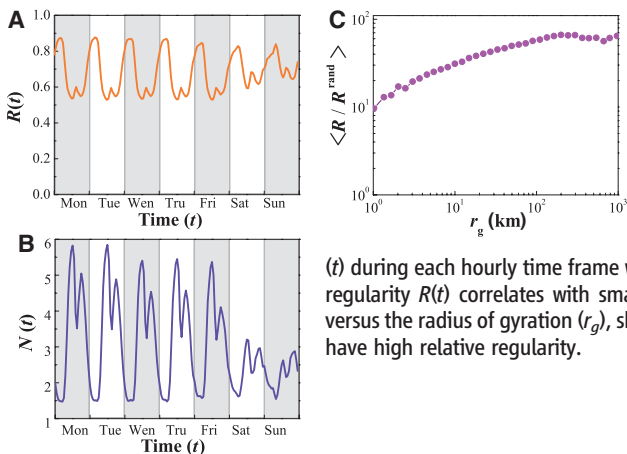 A
R(t)
1.0
0.8
0.6
0.4
0.2
0.0
Mon Tue Wen Tru Fri Sat Sun
Time (t)
B
N (t)
6
5
4
3
2
1
Mon Tue Wen Tru Fri Sat Sun
Time (t)
C
<R / R^rand>
10²
10¹
10⁰
10⁰ 10¹ 10² 10³
r_g (km)
(t) during each hourly time frame
regularity R(t) correlates with
versus the radius of gyration (r_g),
have high relative regularity.